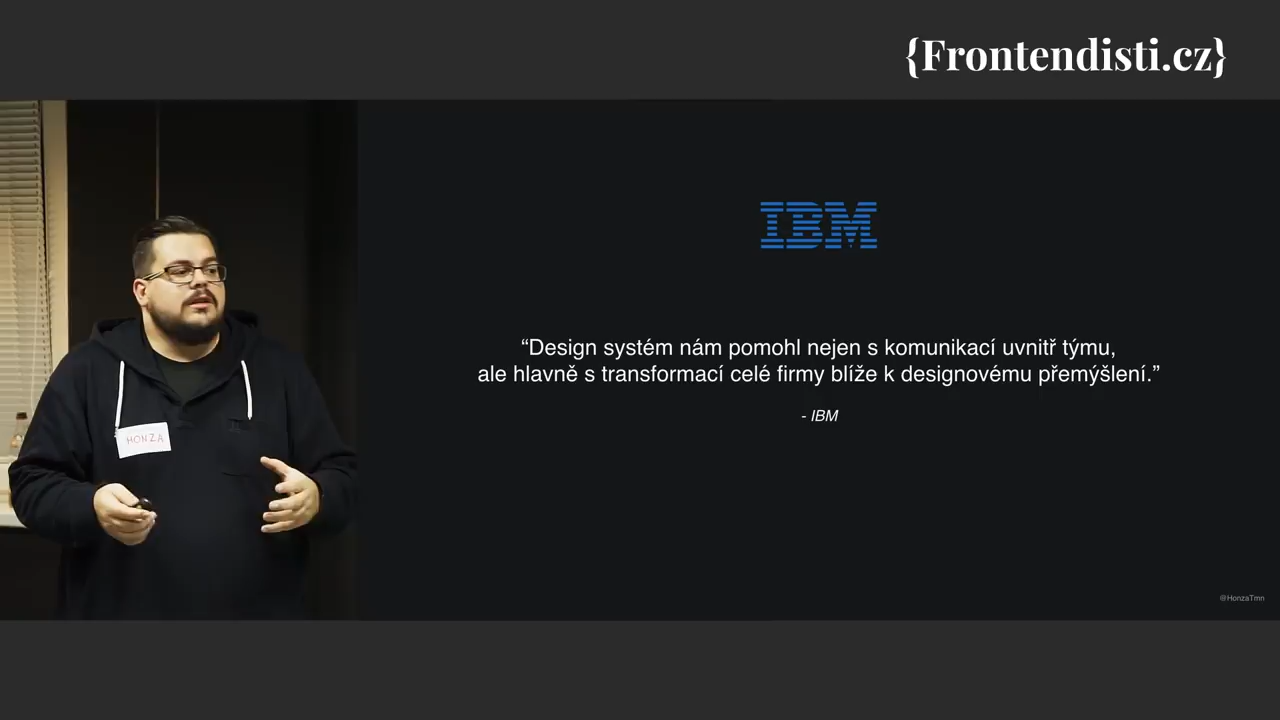 {Frontendisti.cz}
IBM
“Design systém nám pomohl nejen s komunikací uvnitř týmu,
ale hlavně s transformací celé firmy blíže k designovému přemýšlení.”
- IBM
HONZA
@HonzaTmn